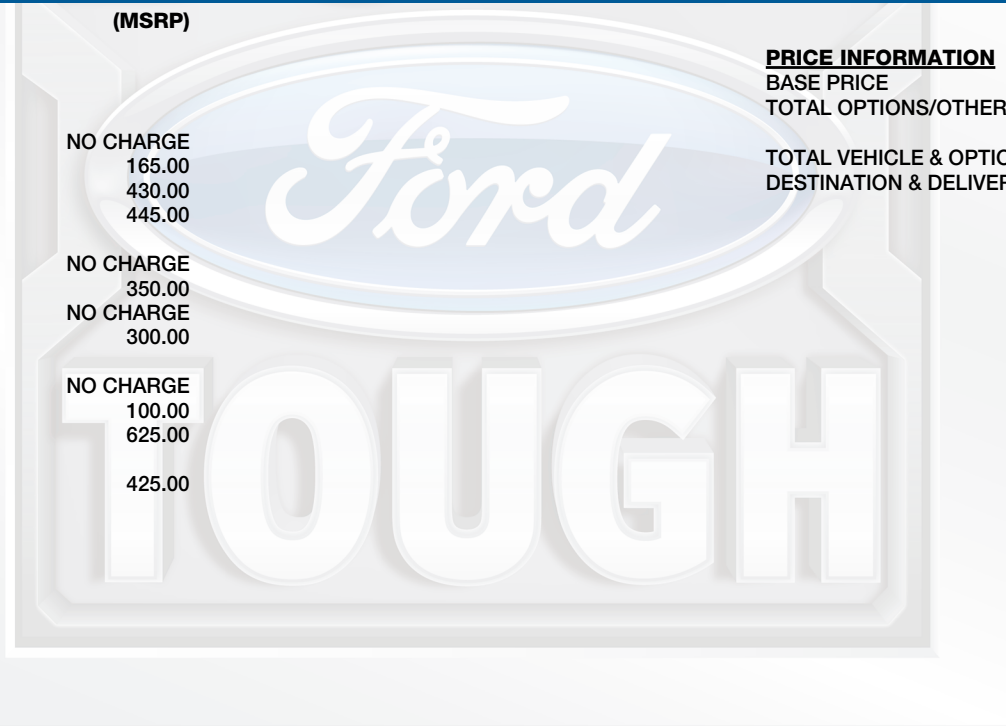 (MSRP)
NO CHARGE
165.00
430.00
445.00
NO CHARGE
350.00
NO CHARGE
300.00
NO CHARGE
100.00
625.00
425.00
PRICE INFORMATION
BASE PRICE
TOTAL OPTIONS/OTHER
TOTAL VEHICLE & OPTIO
DESTINATION & DELIVER
Ford
TOUGH